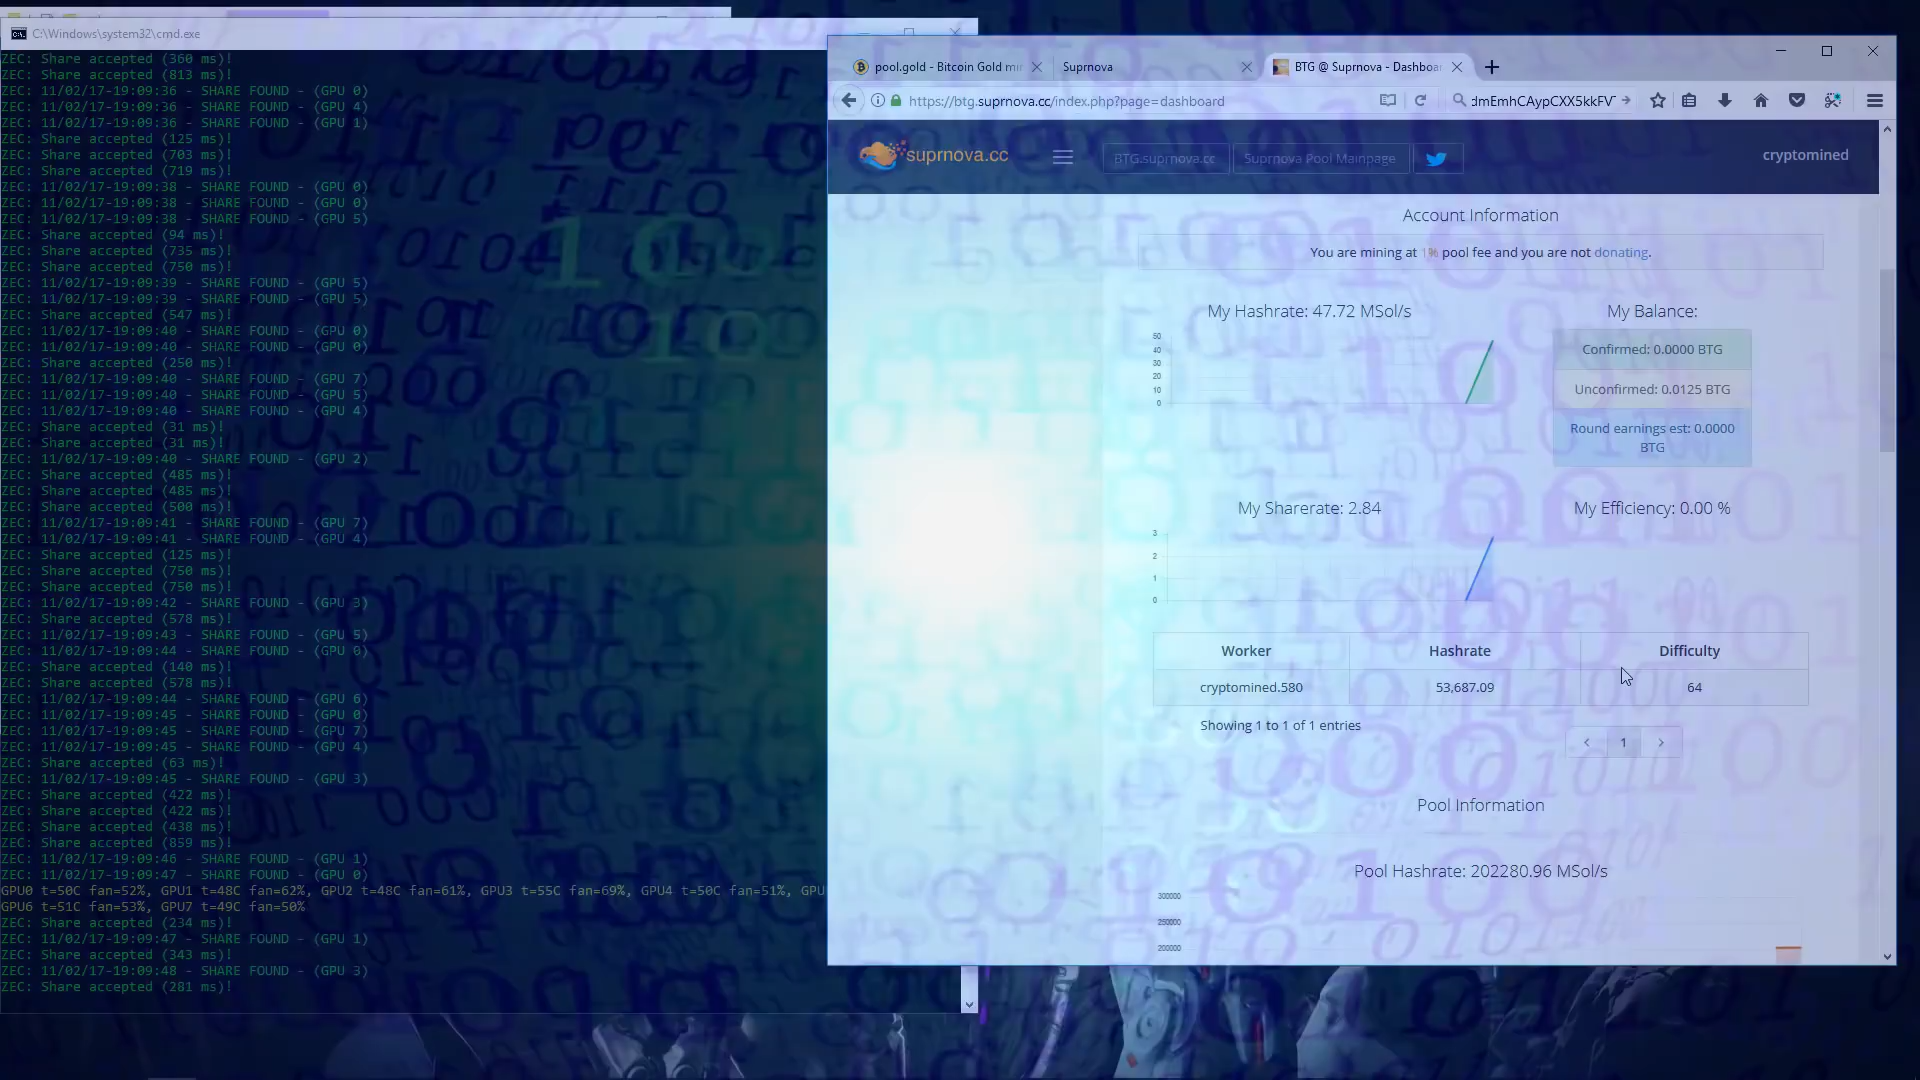 C:\Windows\system32\cmd.exe
ZEC: Share accepted (360 ms)!
ZEC: Share accepted (813 ms)!
ZEC: 11/02/17-19:09:36 - SHARE FOUND - (GPU 0)
ZEC: 11/02/17-19:09:36 - SHARE FOUND - (GPU 4)
ZEC: 11/02/17-19:09:36 - SHARE FOUND - (GPU 1)
ZEC: Share accepted (125 ms)!
ZEC: Share accepted (703 ms)!
ZEC: Share accepted (719 ms)!
ZEC: 11/02/17-19:09:38 - SHARE FOUND - (GPU 0)
ZEC: 11/02/17-19:09:38 - SHARE FOUND - (GPU 0)
ZEC: 11/02/17-19:09:38 - SHARE FOUND - (GPU 5)
ZEC: Share accepted (94 ms)!
ZEC: Share accepted (735 ms)!
ZEC: Share accepted (750 ms)!
ZEC: 11/02/17-19:09:39 - SHARE FOUND - (GPU 5)
ZEC: 11/02/17-19:09:39 - SHARE FOUND - (GPU 5)
ZEC: Share accepted (547 ms)!
ZEC: 11/02/17-19:09:40 - SHARE FOUND - (GPU 0)
ZEC: 11/02/17-19:09:40 - SHARE FOUND - (GPU 0)
ZEC: Share accepted (250 ms)!
ZEC: 11/02/17-19:09:40 - SHARE FOUND - (GPU 7)
ZEC: 11/02/17-19:09:40 - SHARE FOUND - (GPU 5)
ZEC: 11/02/17-19:09:40 - SHARE FOUND - (GPU 4)
ZEC: Share accepted (31 ms)!
ZEC: Share accepted (31 ms)!
ZEC: 11/02/17-19:09:40 - SHARE FOUND - (GPU 2)
ZEC: Share accepted (485 ms)!
ZEC: Share accepted (485 ms)!
ZEC: Share accepted (500 ms)!
ZEC: 11/02/17-19:09:41 - SHARE FOUND - (GPU 7)
ZEC: 11/02/17-19:09:41 - SHARE FOUND - (GPU 4)
ZEC: Share accepted (125 ms)!
ZEC: Share accepted (750 ms)!
ZEC: Share accepted (750 ms)!
ZEC: 11/02/17-19:09:42 - SHARE FOUND - (GPU 3)
ZEC: Share accepted (578 ms)!
ZEC: 11/02/17-19:09:43 - SHARE FOUND - (GPU 5)
ZEC: 11/02/17-19:09:44 - SHARE FOUND - (GPU 0)
ZEC: Share accepted (140 ms)!
ZEC: Share accepted (578 ms)!
ZEC: 11/02/17-19:09:44 - SHARE FOUND - (GPU 6)
ZEC: 11/02/17-19:09:45 - SHARE FOUND - (GPU 0)
ZEC: 11/02/17-19:09:45 - SHARE FOUND - (GPU 7)
ZEC: 11/02/17-19:09:45 - SHARE FOUND - (GPU 4)
ZEC: Share accepted (63 ms)!
ZEC: 11/02/17-19:09:45 - SHARE FOUND - (GPU 3)
ZEC: Share accepted (422 ms)!
ZEC: Share accepted (422 ms)!
ZEC: Share accepted (438 ms)!
ZEC: Share accepted (859 ms)!
ZEC: 11/02/17-19:09:46 - SHARE FOUND - (GPU 1)
ZEC: 11/02/17-19:09:47 - SHARE FOUND - (GPU 0)
GPU0 t=50C fan=52%, GPU1 t=48C fan=62%, GPU2 t=48C fan=61%, GPU3 t=55C fan=69%, GPU4 t=50C fan=51%, GPU
GPU6 t=51C fan=53%, GPU7 t=49C fan=50%
ZEC: Share accepted (234 ms)!
ZEC: 11/02/17-19:09:47 - SHARE FOUND - (GPU 1)
ZEC: Share accepted (343 ms)!
ZEC: 11/02/17-19:09:48 - SHARE FOUND - (GPU 3)
ZEC: Share accepted (281 ms)!
pool.gold - Bitcoin Gold mi
Suprnova
BTG @ Suprnova - Dashboa
https://btg.suprnova.cc/index.php?page=dashboard
suprnova.cc
BTG.suprnova.cc
Suprnova Pool Mainpage
cryptomined
Account Information
You are mining at 1% pool fee and you are not donating.
My Hashrate: 47.72 MSol/s
50
40
30
20
10
0
My Balance:
Confirmed: 0.0000 BTG
Unconfirmed: 0.0125 BTG
Round earnings est: 0.0000
BTG
My Sharerate: 2.84
3
2
1
0
My Efficiency: 0.00 %
Worker Hashrate Difficulty
cryptomined.580 53,687.09 64
Showing 1 to 1 of 1 entries
< 1 >
Pool Information
Pool Hashrate: 202280.96 MSol/s
300000
250000
200000